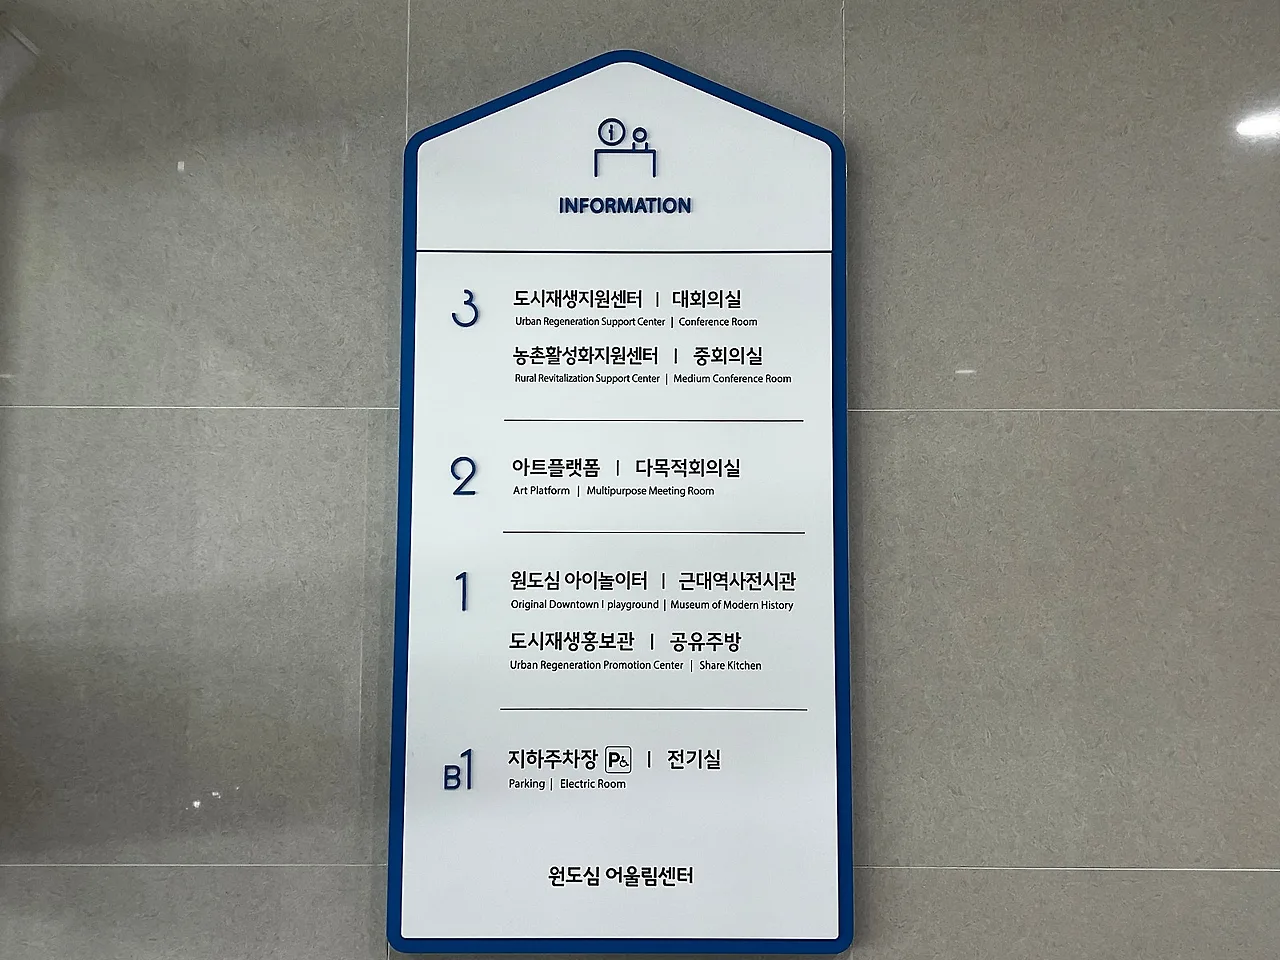 INFORMATION
3
도시재생지원센터 | 대회의실
Urban Regeneration Support Center | Conference Room
농촌활성화지원센터 | 중회의실
Rural Revitalization Support Center | Medium Conference Room
2
아트플랫폼 | 다목적회의실
Art Platform | Multipurpose Meeting Room
1
원도심 아이놀이터 | 근대역사전시관
Original Downtown I playground | Museum of Modern History
도시재생홍보관 | 공유주방
Urban Regeneration Promotion Center | Share Kitchen
B1
지하주차장 P | 전기실
Parking | Electric Room
원도심 어울림센터